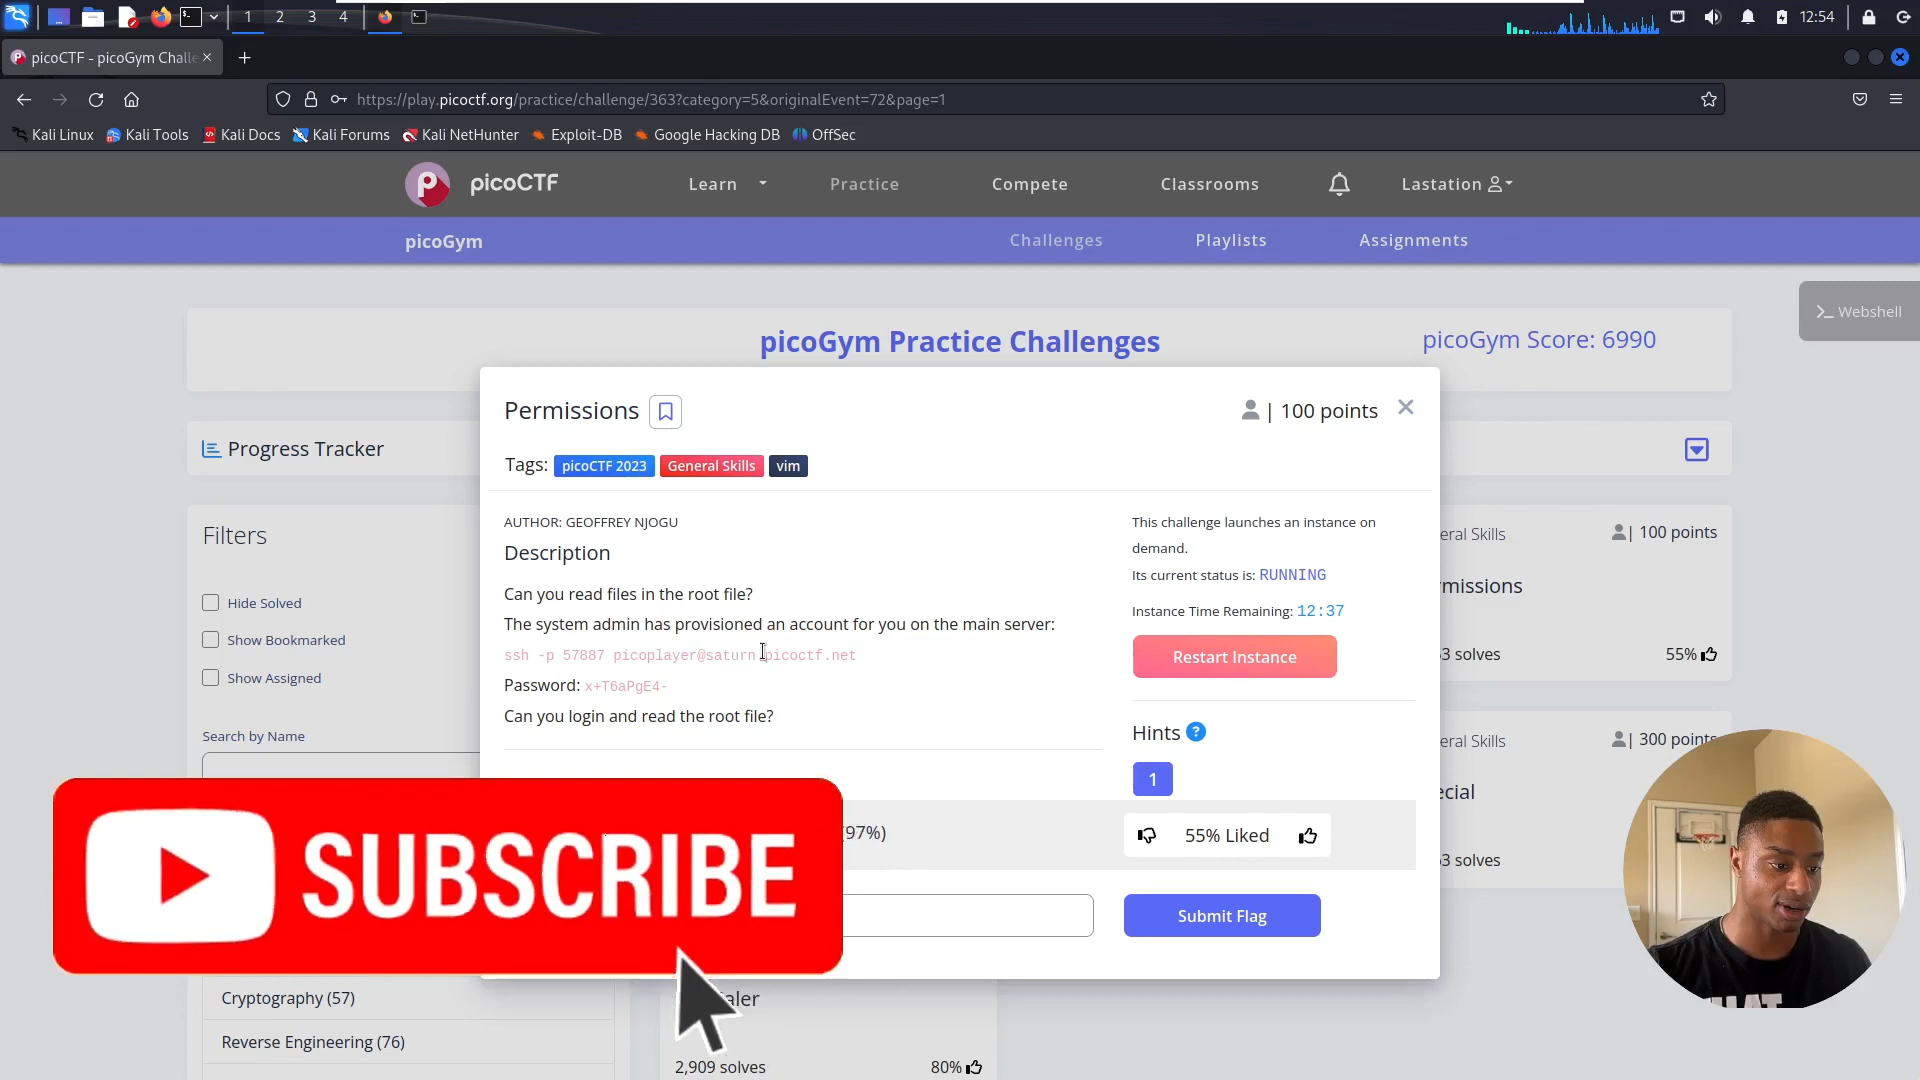 1 2 3 4 12:54
picoCTF - picoGym Challe
https://play.picoctf.org/practice/challenge/363?category=5&originalEvent=72&page=1
Kali Linux Kali Tools Kali Docs Kali Forums Kali NetHunter Exploit-DB Google Hacking DB OffSec
picoCTF Learn Practice Compete Classrooms Lastation
picoGym Challenges Playlists Assignments
>_ Webshell
picoGym Practice Challenges
picoGym Score: 6990
Progress Tracker
Filters
Hide Solved
Show Bookmarked
Show Assigned
Search by Name
Cryptography (57)
Reverse Engineering (76)
Permissions
| 100 points
Tags: picoCTF 2023 General Skills vim
AUTHOR: GEOFFREY NJOGU
Description
Can you read files in the root file?
The system admin has provisioned an account for you on the main server:
ssh -p 57887 picoplayer@saturn.picoctf.net
Password: x+T6aPgE4-
Can you login and read the root file?
This challenge launches an instance on
demand.
Its current status is: RUNNING
Instance Time Remaining: 12:37
Restart Instance
Hints ?
1
(97%)
55% Liked
Submit Flag
SUBSCRIBE
eral Skills | 100 points
rmissions
3 solves 55%
eral Skills | 300 points
ecial
3 solves
aler
2,909 solves 80%